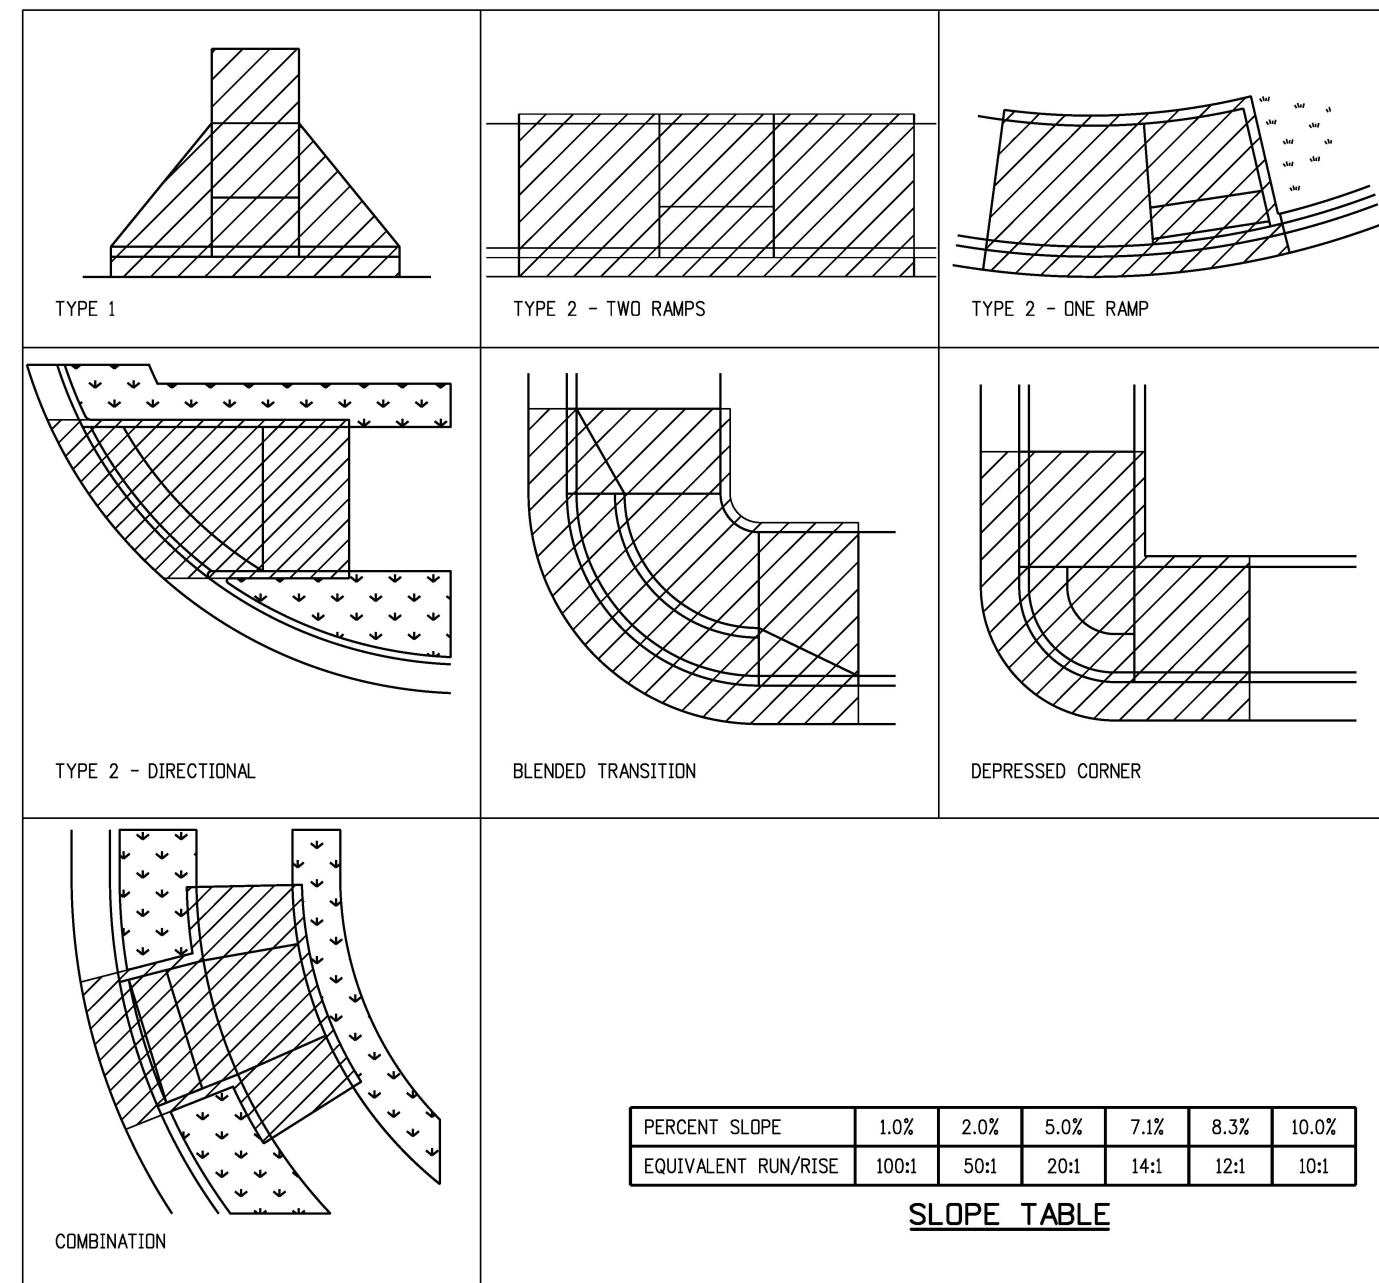 TYPE 1
TYPE 2 - TWO RAMPS
TYPE 2 - ONE RAMP
TYPE 2 - DIRECTIONAL
BLENDED TRANSITION
DEPRESSED CORNER
COMBINATION
PERCENT SLOPE 1.0% 2.0% 5.0% 7.1% 8.3% 10.0%
EQUIVALENT RUN/RISE 100:1 50:1 20:1 14:1 12:1 10:1
SLOPE TABLE